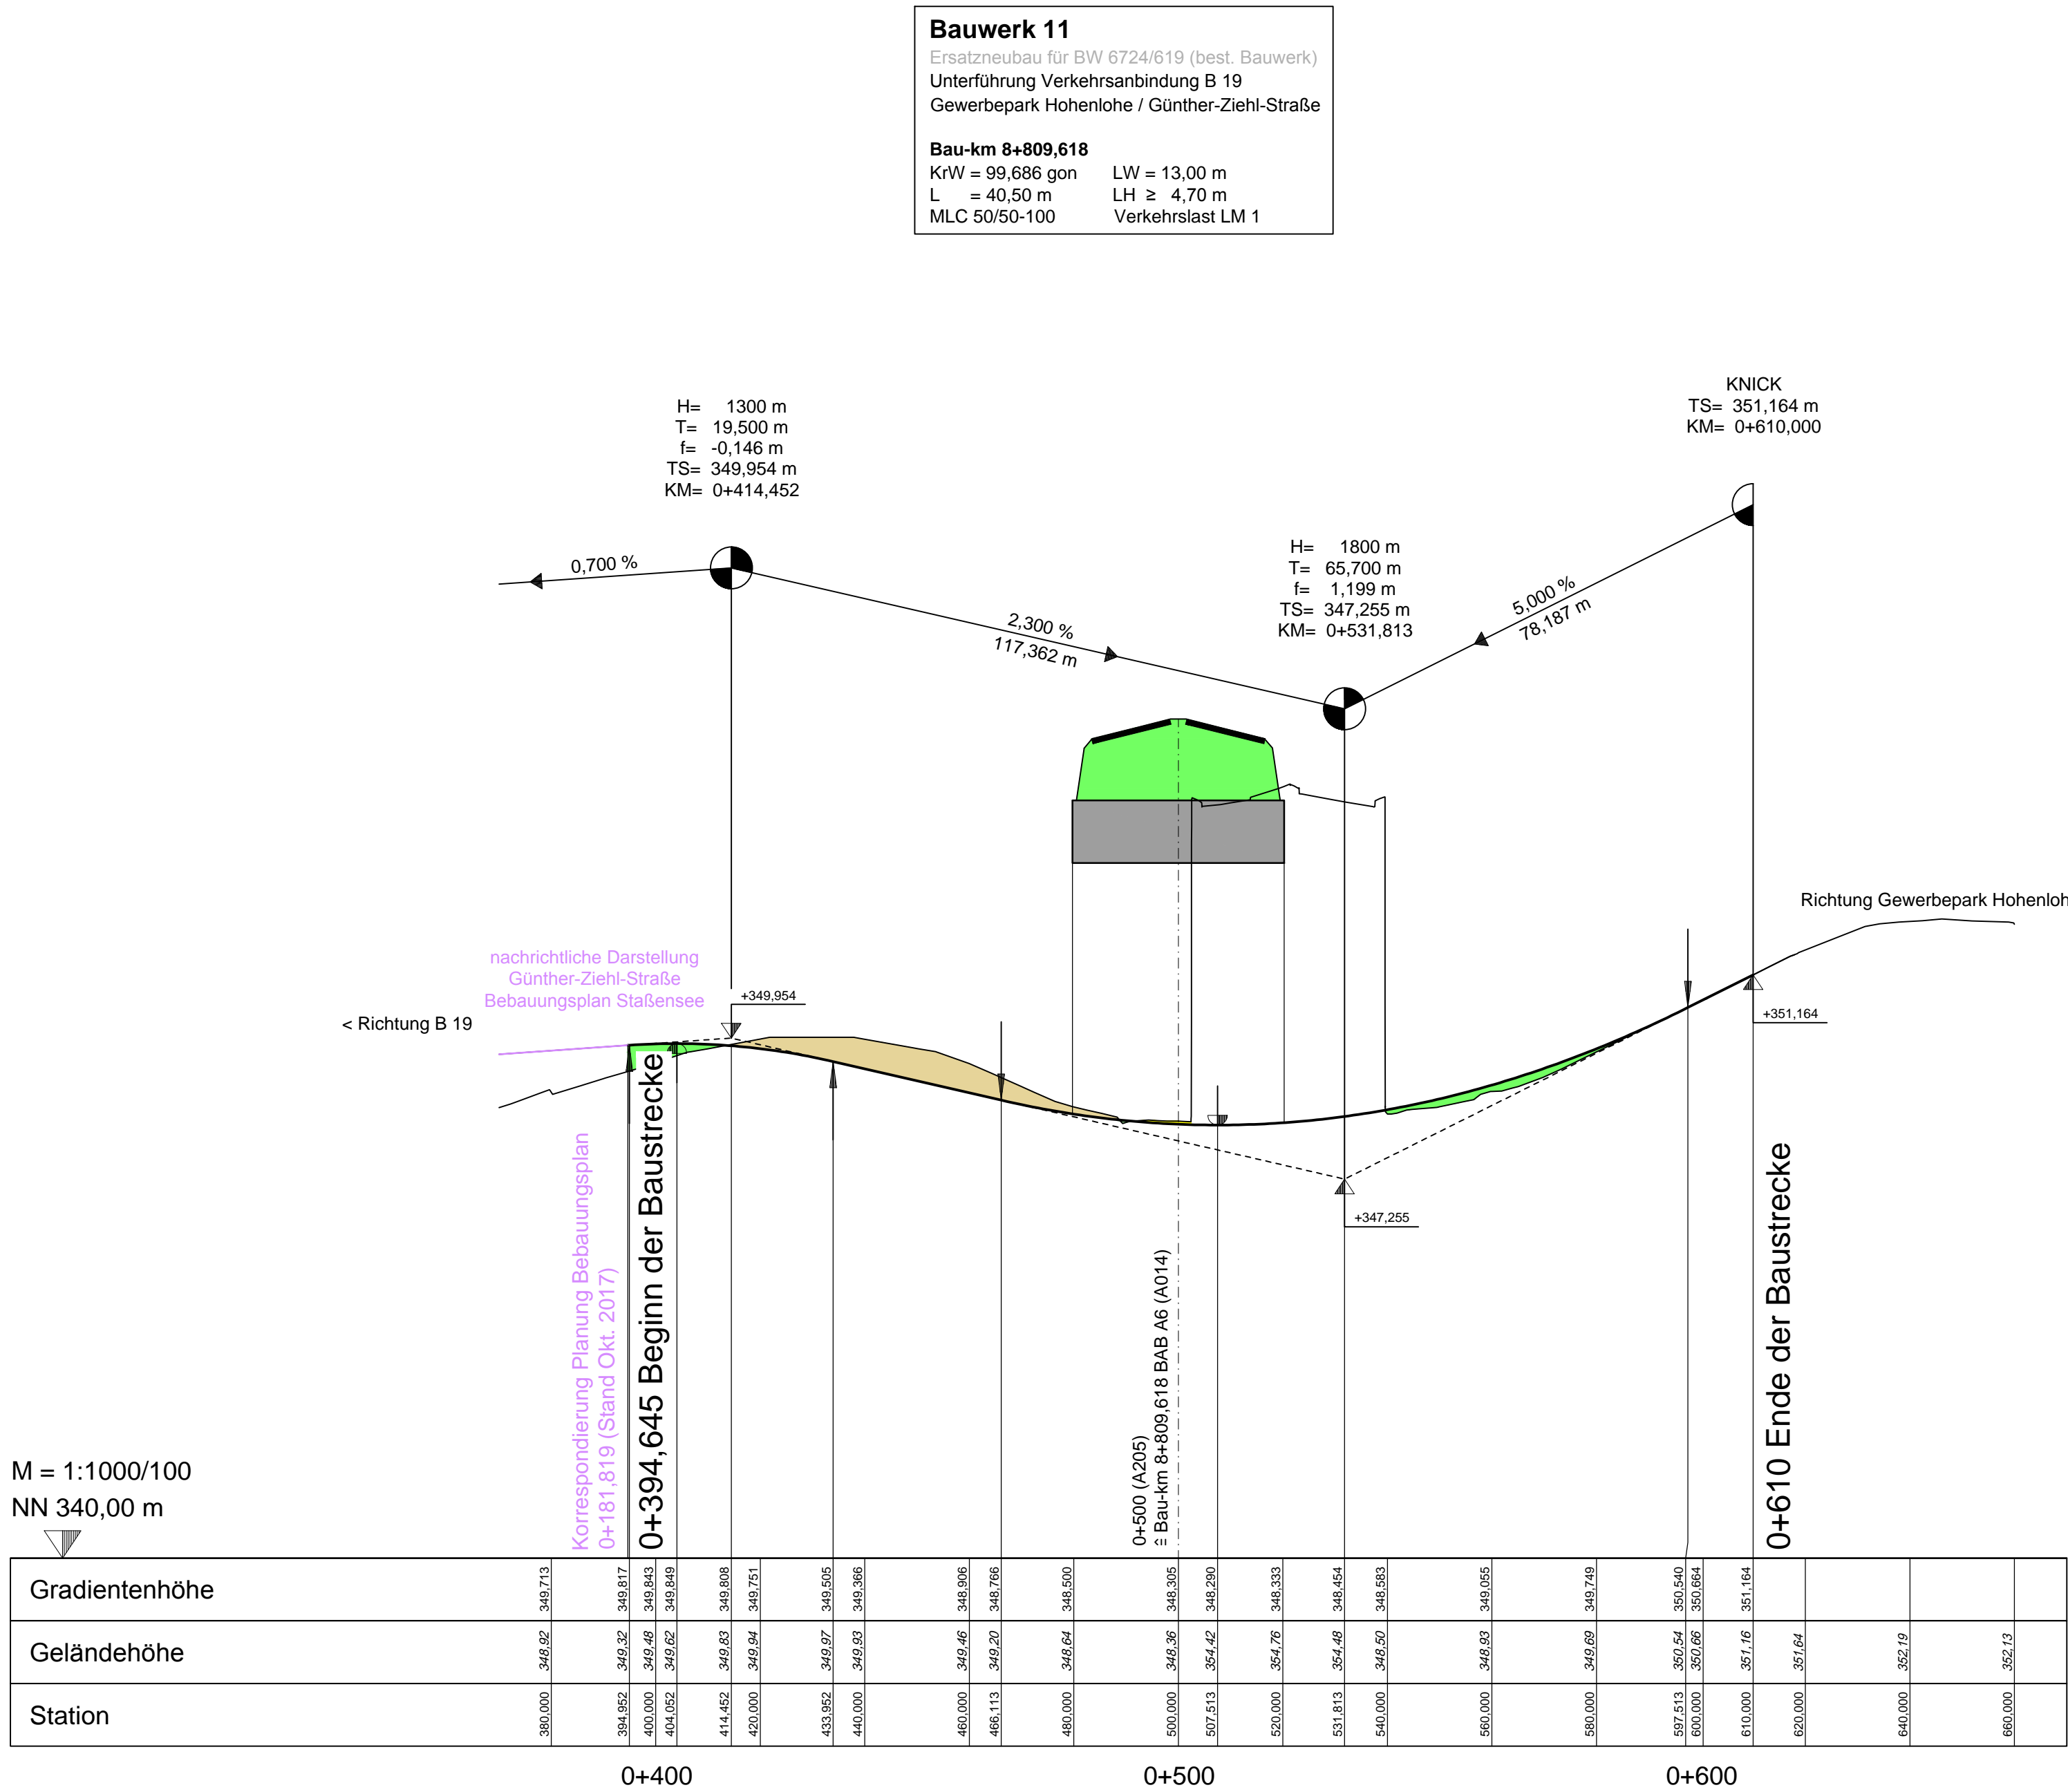 Bauwerk 11
Ersatzneubau für BW 6724/619 (best. Bauwerk)
Unterführung Verkehrsanbindung B 19
Gewerbepark Hohenlohe / Günther-Ziehl-Straße
Bau-km 8+809,618
KrW = 99,686 gon LW = 13,00 m
L = 40,50 m LH ≥ 4,70 m
MLC 50/50-100 Verkehrslast LM 1
H= 1300 m
T= 19,500 m
f= -0,146 m
TS= 349,954 m
KM= 0+414,452
KNICK
TS= 351,164 m
KM= 0+610,000
H= 1800 m
T= 65,700 m
f= 1,199 m
TS= 347,255 m
KM= 0+531,813
0,700 %
2,300 %
117,362 m
5,000 %
78,187 m
Richtung Gewerbepark Hohenloh
nachrichtliche Darstellung
Günther-Ziehl-Straße
Bebauungsplan Staßensee
< Richtung B 19
+349,954
+351,164
+347,255
Korrespondierung Planung Bebauungsplan
0+181,819 (Stand Okt. 2017)
0+394,645 Beginn der Baustrecke
0+500 (A205)
≙ Bau-km 8+809,618 BAB A6 (A014)
0+610 Ende der Baustrecke
M = 1:1000/100
NN 340,00 m
Gradientenhöhe 349,713 349,817 349,843 349,849 349,808 349,751 349,505 349,366 348,906 348,766 348,500 348,305 348,290 348,333 348,454 348,583 349,055 349,749 350,540 350,664 351,164
Geländehöhe 348,92 349,32 349,48 349,62 349,83 349,94 349,97 349,93 349,46 349,20 348,64 348,36 354,42 354,76 354,48 348,50 348,93 349,69 350,54 350,66 351,16 351,64 352,19 352,13
Station 380,000 394,952 400,000 404,052 414,452 420,000 433,952 440,000 460,000 466,113 480,000 500,000 507,513 520,000 531,813 540,000 560,000 580,000 597,513 600,000 610,000 620,000 640,000 660,000
0+400 0+500 0+600